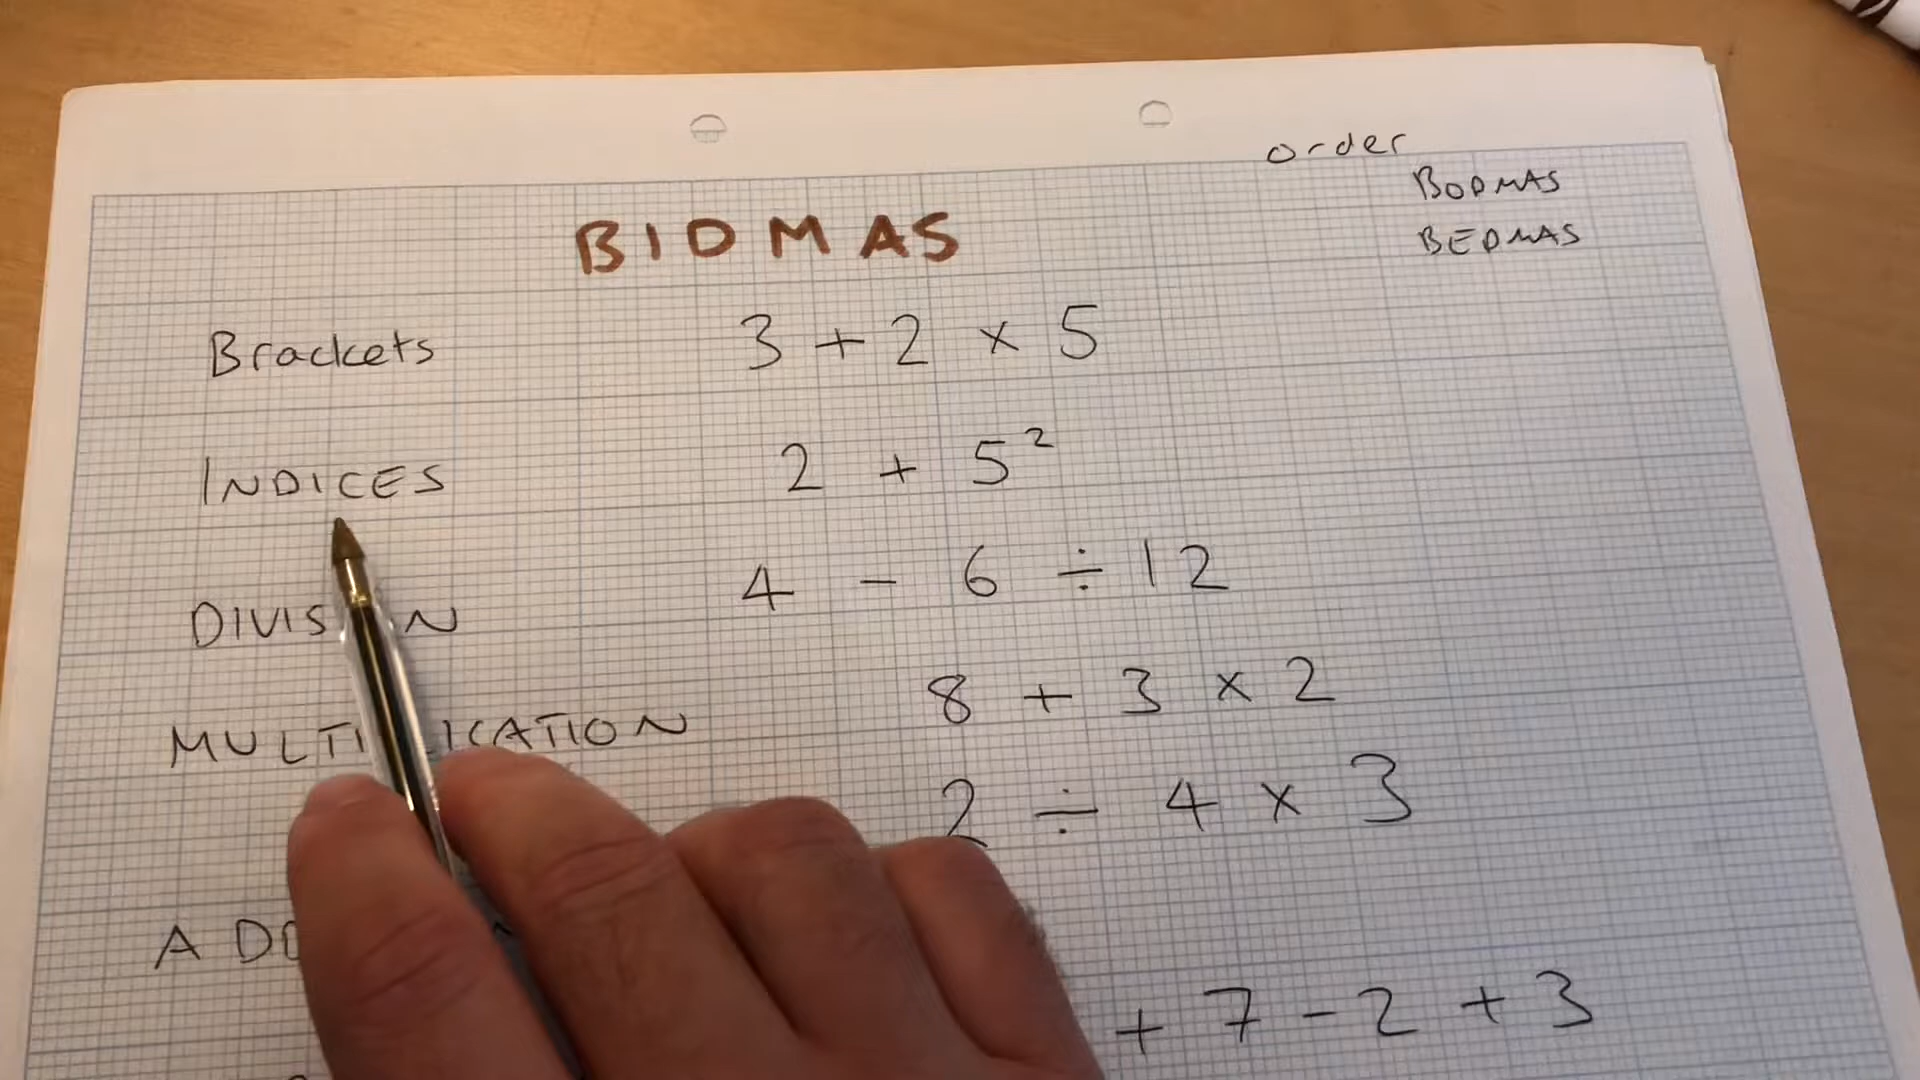 order
BODMAS
BEDMAS
BIDMAS
Brackets 3 + 2 × 5
INDICES 2 + 5²
4 - 6 ÷ 12
8 + 3 × 2
2 ÷ 4 × 3
+ 7 - 2 + 3